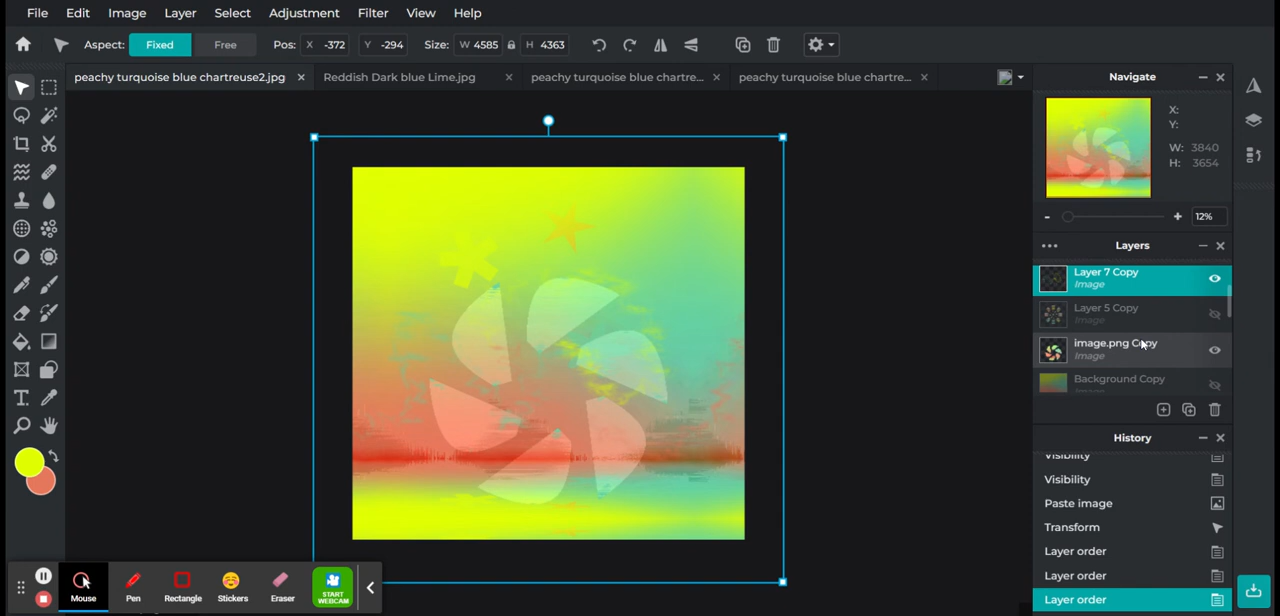 File Edit Image Layer Select Adjustment Filter View Help
Aspect: Fixed Free Pos: X -372 Y -294 Size: W 4585 H 4363
peachy turquoise blue chartreuse2.jpg Reddish Dark blue Lime.jpg peachy turquoise blue chartre... peachy turquoise blue chartre...
Navigate
X:
Y:
W: 3840
H: 3654
12%
Layers
Layer 7 Copy
Image
Layer 5 Copy
Image
image.png Copy
Image
Background Copy
Image
History
Visibility
Visibility
Paste image
Transform
Layer order
Layer order
Layer order
Mouse Pen Rectangle Stickers Eraser START WEBCAM